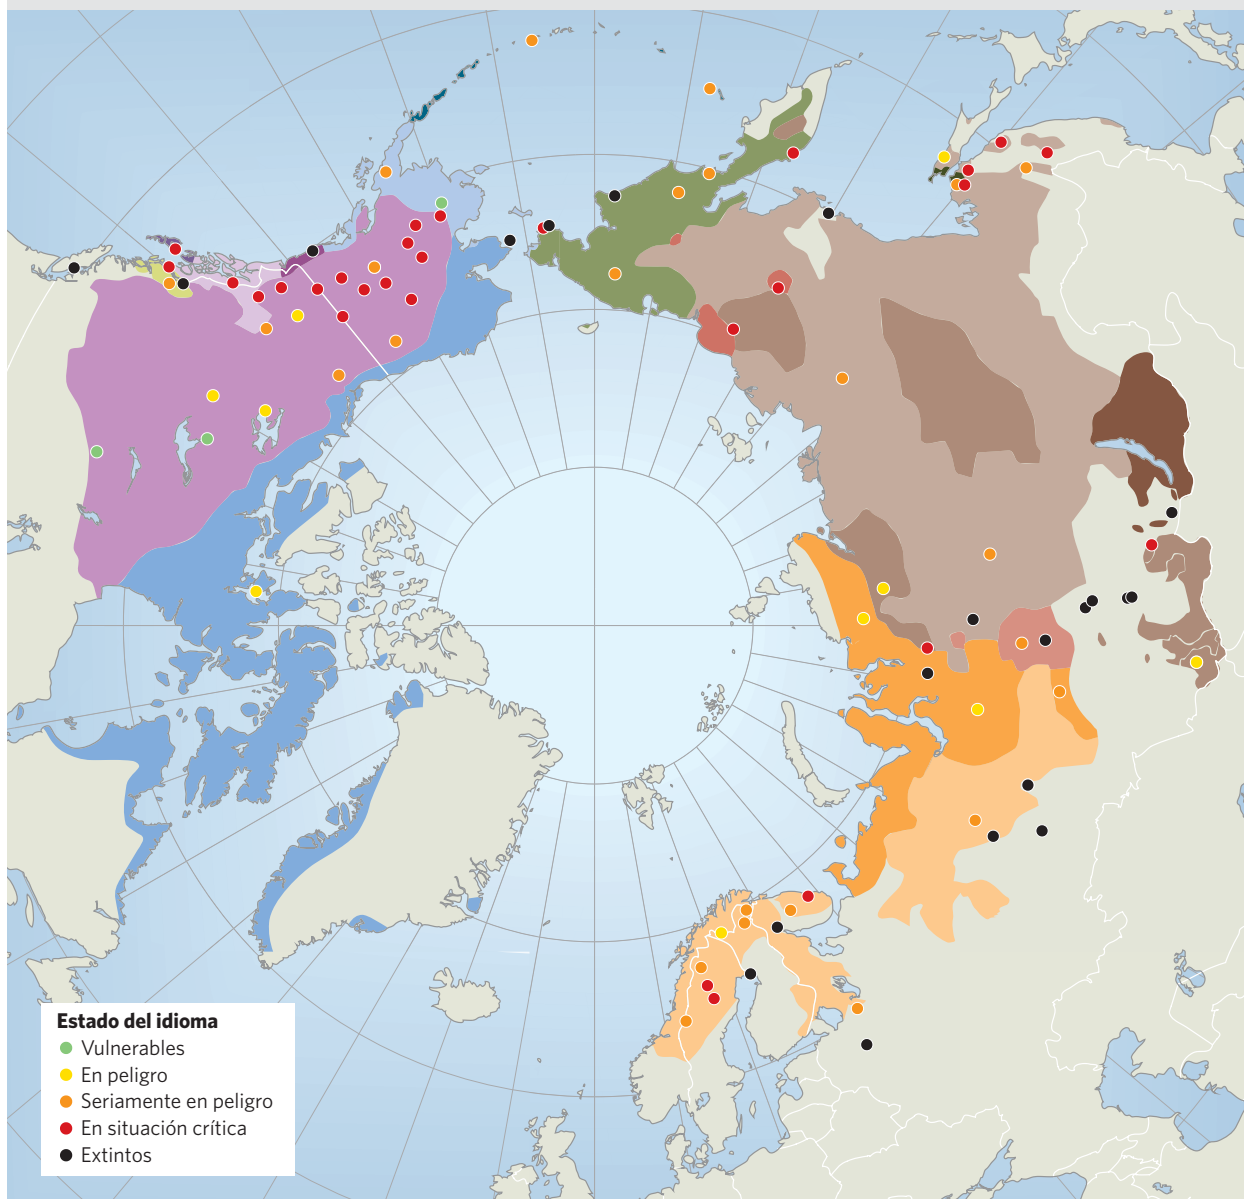 Estado del idioma
Vulnerables
En peligro
Seriamente en peligro
En situación crítica
Extintos